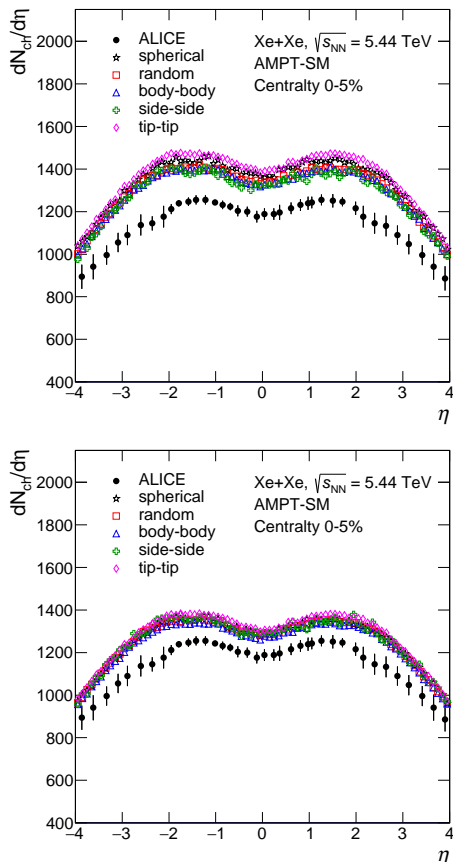 dN_ch/dη
2000
1800
1600
1400
1200
1000
800
600
400
ALICE
spherical
random
body-body
side-side
tip-tip
Xe+Xe, √s_NN = 5.44 TeV
AMPT-SM
Centralty 0-5%
−4 −3 −2 −1 0 1 2 3 4
η
dN_ch/dη
2000
1800
1600
1400
1200
1000
800
600
400
ALICE
spherical
random
body-body
side-side
tip-tip
Xe+Xe, √s_NN = 5.44 TeV
AMPT-SM
Centralty 0-5%
−4 −3 −2 −1 0 1 2 3 4
η